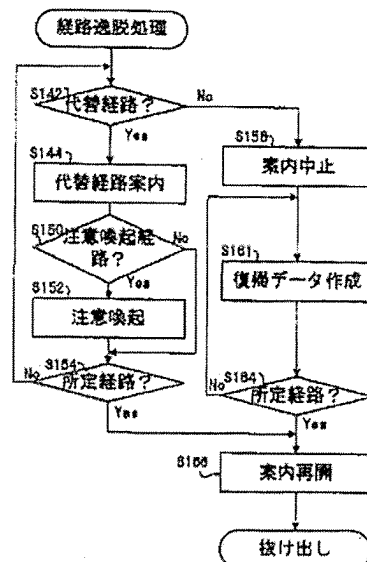 経路逸脱処理
S142
代替経路?
No
Yes
S158
S144
案内中止
代替経路案内
S150
注意喚起経
路?
No
S161
Yes
復帰データ作成
S152
注意喚起
S154
S164
No
所定経路?
No
所定経路?
Yes
Yes
S166
案内再開
抜け出し